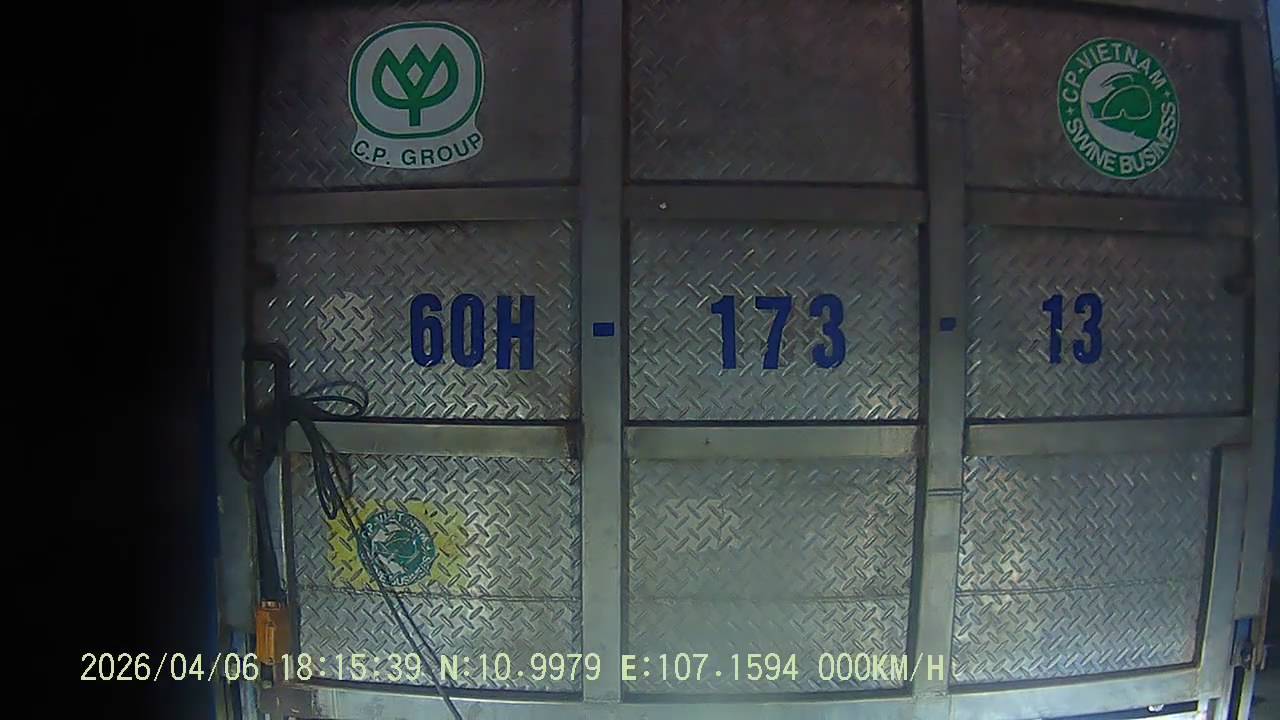 C.P. GROUP
C.P. VIETNAM
SWINE BUSINESS
60H - 173 - 13
2026/04/06 18:15:39 N:10.9979 E:107.1594 000KM/H